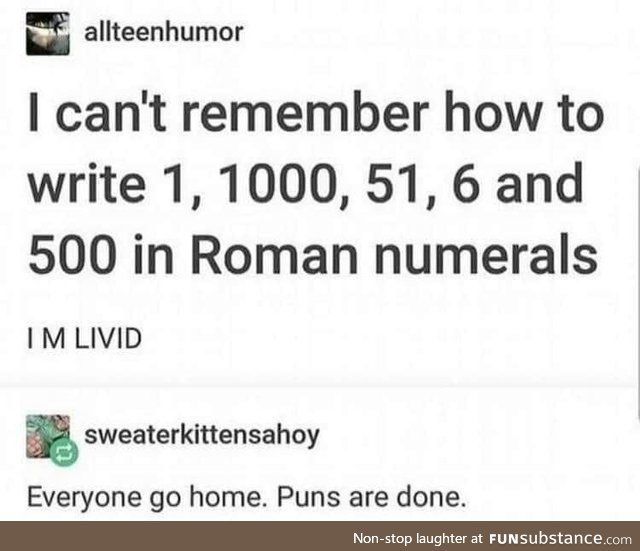 allteenhumor
I can't remember how to
write 1, 1000, 51, 6 and
500 in Roman numerals
I M LIVID
sweaterkittensahoy
Everyone go home. Puns are done.
Non-stop laughter at FUNsubstance.com